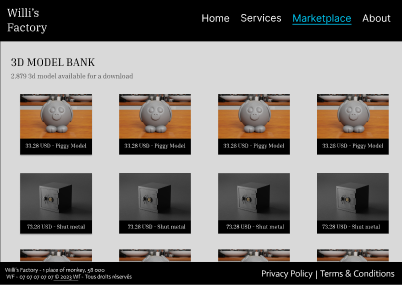 Willi's
Factory
Home Services Marketplace About
3D MODEL BANK
2.879 3d model available for a download
33.28 USD - Piggy Model
33.28 USD - Piggy Model
33.28 USD - Piggy Model
33.28 USD - Piggy Model
73.28 USD - Shut metal
73.28 USD - Shut metal
73.28 USD - Shut metal
73.28 USD - Shut metal
Willi's Factory - 1 place of monkey, 58 000
WF - 07 07 07 07 07 © 2023 WF - Tous droits réservés
Privacy Policy | Terms & Conditions